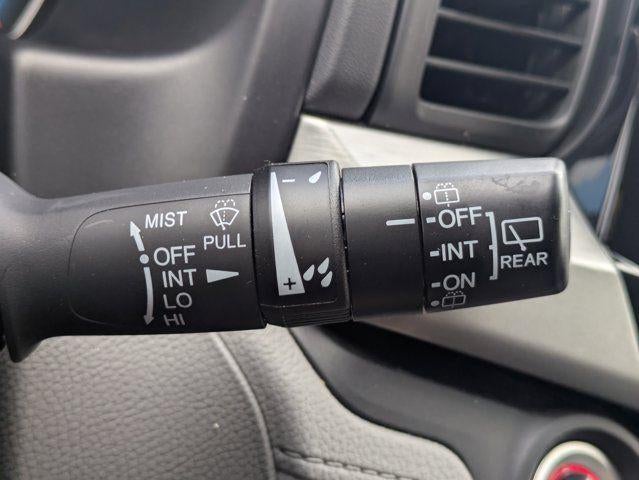 MIST
OFF
INT
LO
HI
PULL
-
+
OFF
INT
ON
REAR